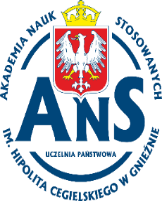 AKADEMIA NAUK STOSOWANYCH
ANS
UCZELNIA PAŃSTWOWA
IM. HIPOLITA CEGIELSKIEGO W GNIEŹNIE